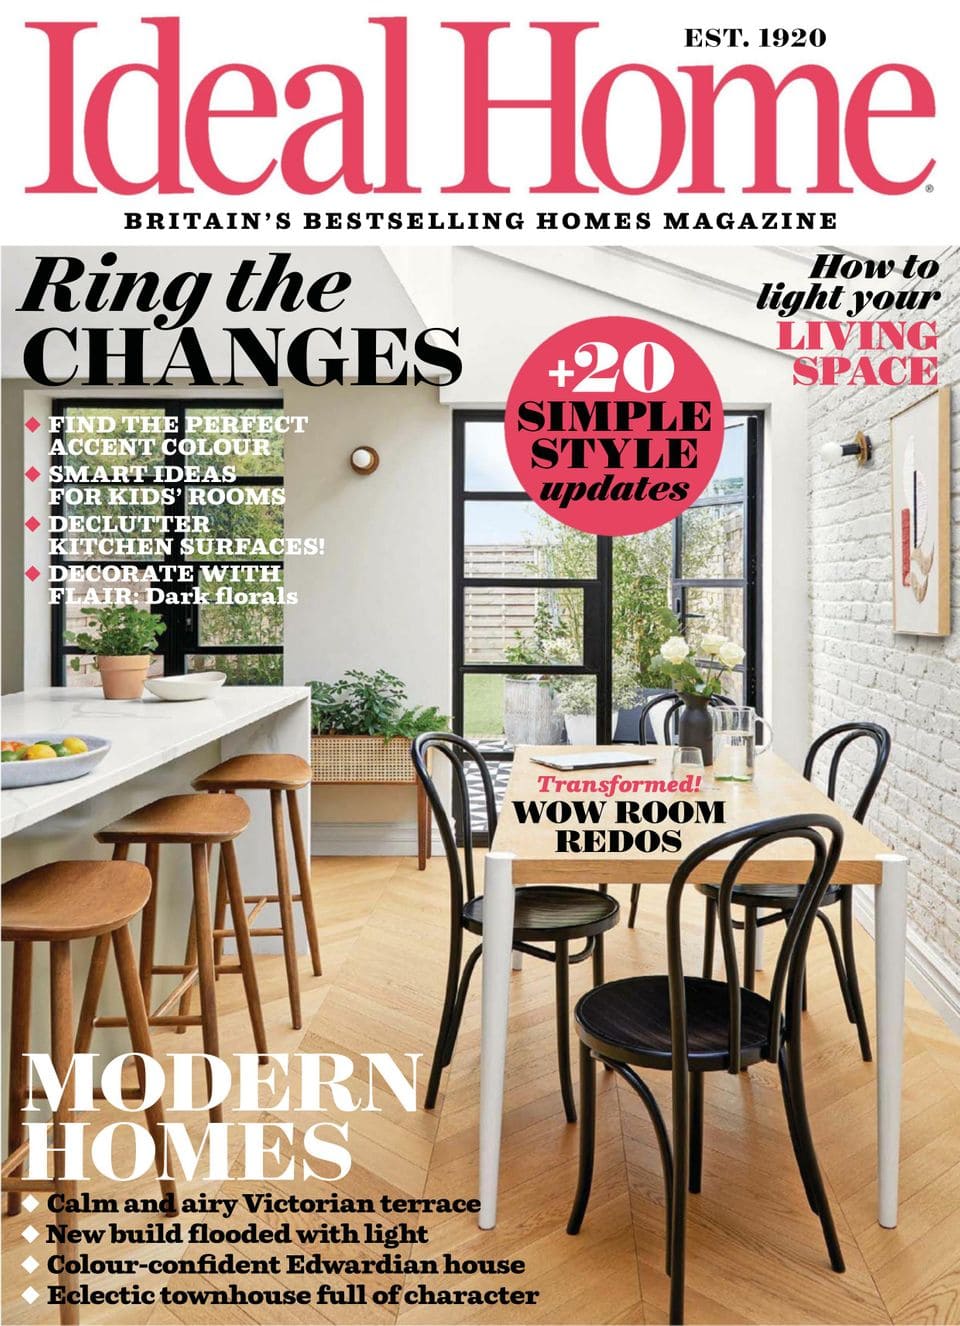 EST. 1920
Ideal Home®
BRITAIN'S BESTSELLING HOMES MAGAZINE
Ring the
CHANGES
◆ FIND THE PERFECT
ACCENT COLOUR
◆ SMART IDEAS
FOR KIDS' ROOMS
◆ DECLUTTER
KITCHEN SURFACES!
◆ DECORATE WITH
FLAIR: Dark florals
+20
SIMPLE
STYLE
updates
How to
light your
LIVING
SPACE
Transformed!
WOW ROOM
REDOS
MODERN
HOMES
◆ Calm and airy Victorian terrace
◆ New build flooded with light
◆ Colour-confident Edwardian house
◆ Eclectic townhouse full of character